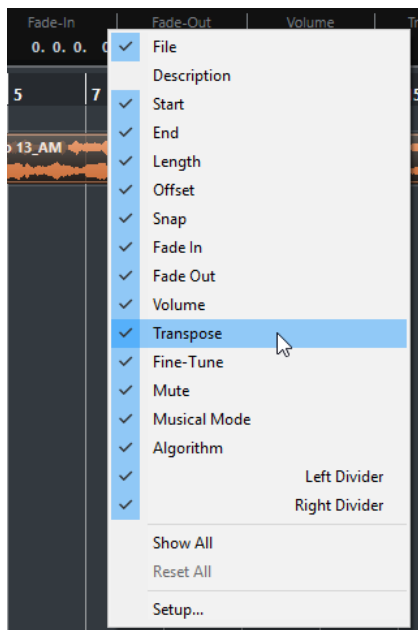 Fade-In Fade-Out Volume
0. 0. 0.
5 7
13_AM
File
Description
Start
End
Length
Offset
Snap
Fade In
Fade Out
Volume
Transpose
Fine-Tune
Mute
Musical Mode
Algorithm
Left Divider
Right Divider
Show All
Reset All
Setup...